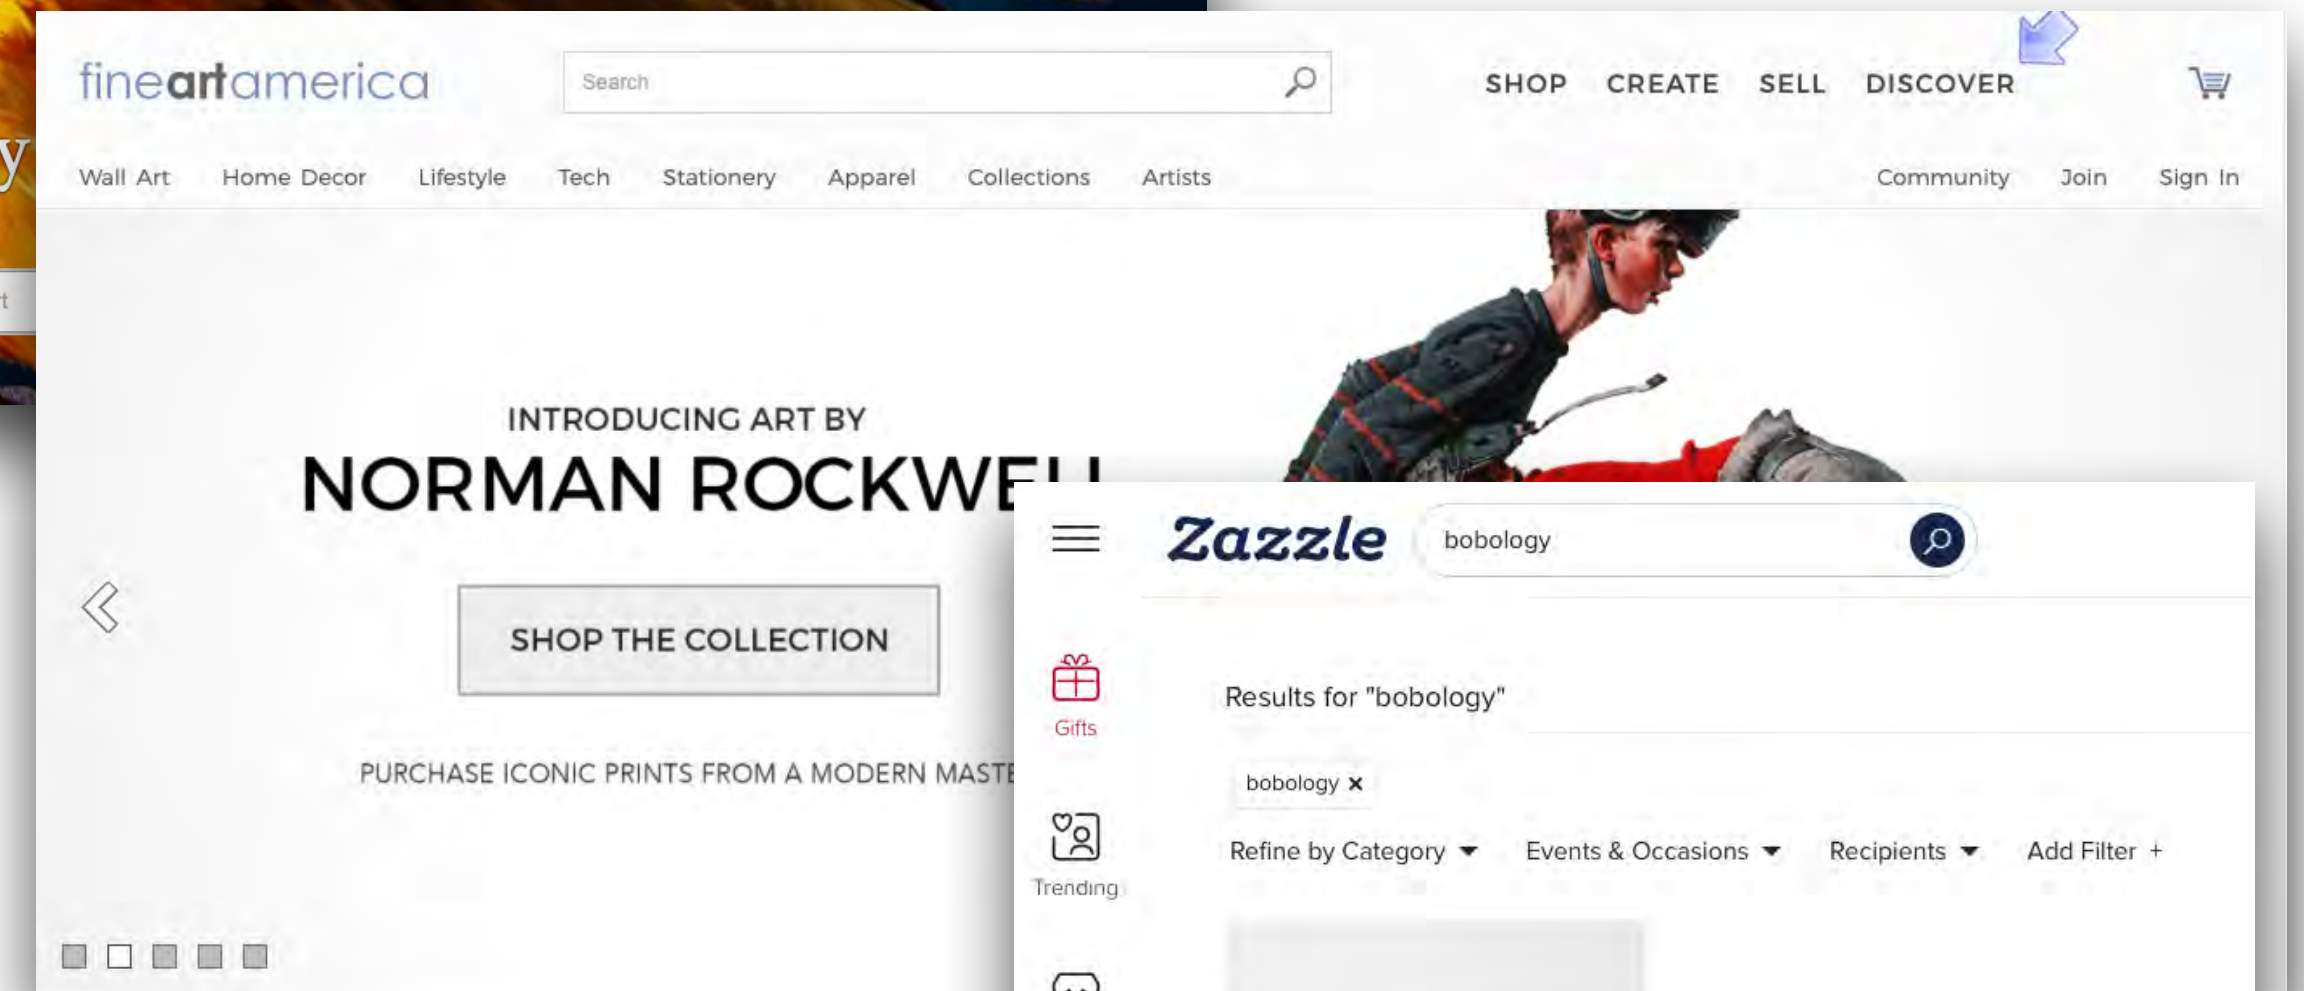 fineartamerica
Search
SHOP CREATE SELL DISCOVER
y
Wall Art Home Decor Lifestyle Tech Stationery Apparel Collections Artists
Community Join Sign In
INTRODUCING ART BY
NORMAN ROCKWELL
SHOP THE COLLECTION
PURCHASE ICONIC PRINTS FROM A MODERN MASTE
Zazzle
bobology
Gifts
Results for "bobology"
bobology ×
Trending
Refine by Category Events & Occasions Recipients Add Filter +